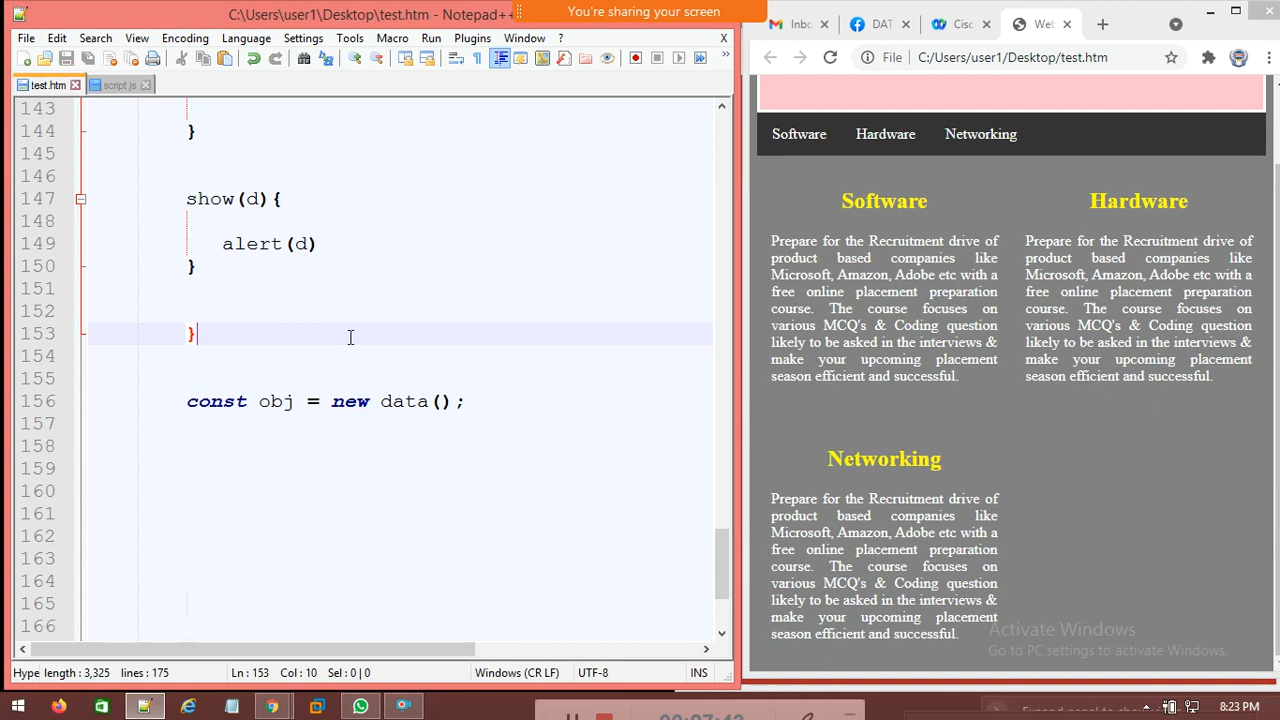 C:\Users\user1\Desktop\test.htm - Notepad++
You're sharing your screen
File Edit Search View Encoding Language Settings Tools Macro Run Plugins Window ? X
test.htm script.js
143
144 }
145
146
147 show(d){
148
149 alert(d)
150 }
151
152
153 }
154
155
156 const obj = new data();
157
158
159
160
161
162
163
164
165
166
Hype length : 3,325 lines : 175 Ln : 153 Col : 10 Sel : 0 | 0 Windows (CR LF) UTF-8 INS
Inb DAT Cisc Wel
File C:/Users/user1/Desktop/test.htm
Software Hardware Networking
Software
Prepare for the Recruitment drive of
product based companies like
Microsoft, Amazon, Adobe etc with a
free online placement preparation
course. The course focuses on
various MCQ's & Coding question
likely to be asked in the interviews &
make your upcoming placement
season efficient and successful.
Hardware
Prepare for the Recruitment drive of
product based companies like
Microsoft, Amazon, Adobe etc with a
free online placement preparation
course. The course focuses on
various MCQ's & Coding question
likely to be asked in the interviews &
make your upcoming placement
season efficient and successful.
Networking
Prepare for the Recruitment drive of
product based companies like
Microsoft, Amazon, Adobe etc with a
free online placement preparation
course. The course focuses on
various MCQ's & Coding question
likely to be asked in the interviews &
make your upcoming placement
season efficient and successful.
Activate Windows
Go to PC settings to activate Windows.
8:23 PM